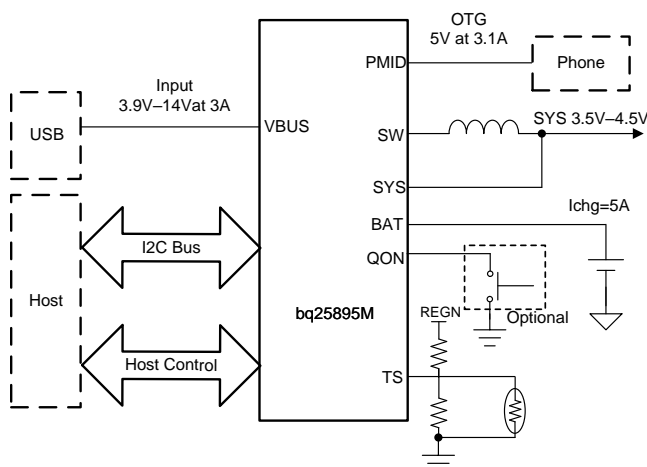 OTG
5V at 3.1A
PMID
Phone
Input
3.9V–14Vat 3A
USB
VBUS
SW
SYS 3.5V–4.5V
SYS
BAT
Ichg=5A
I2C Bus
QON
Host
bq25895M
REGN
Optional
Host Control
TS